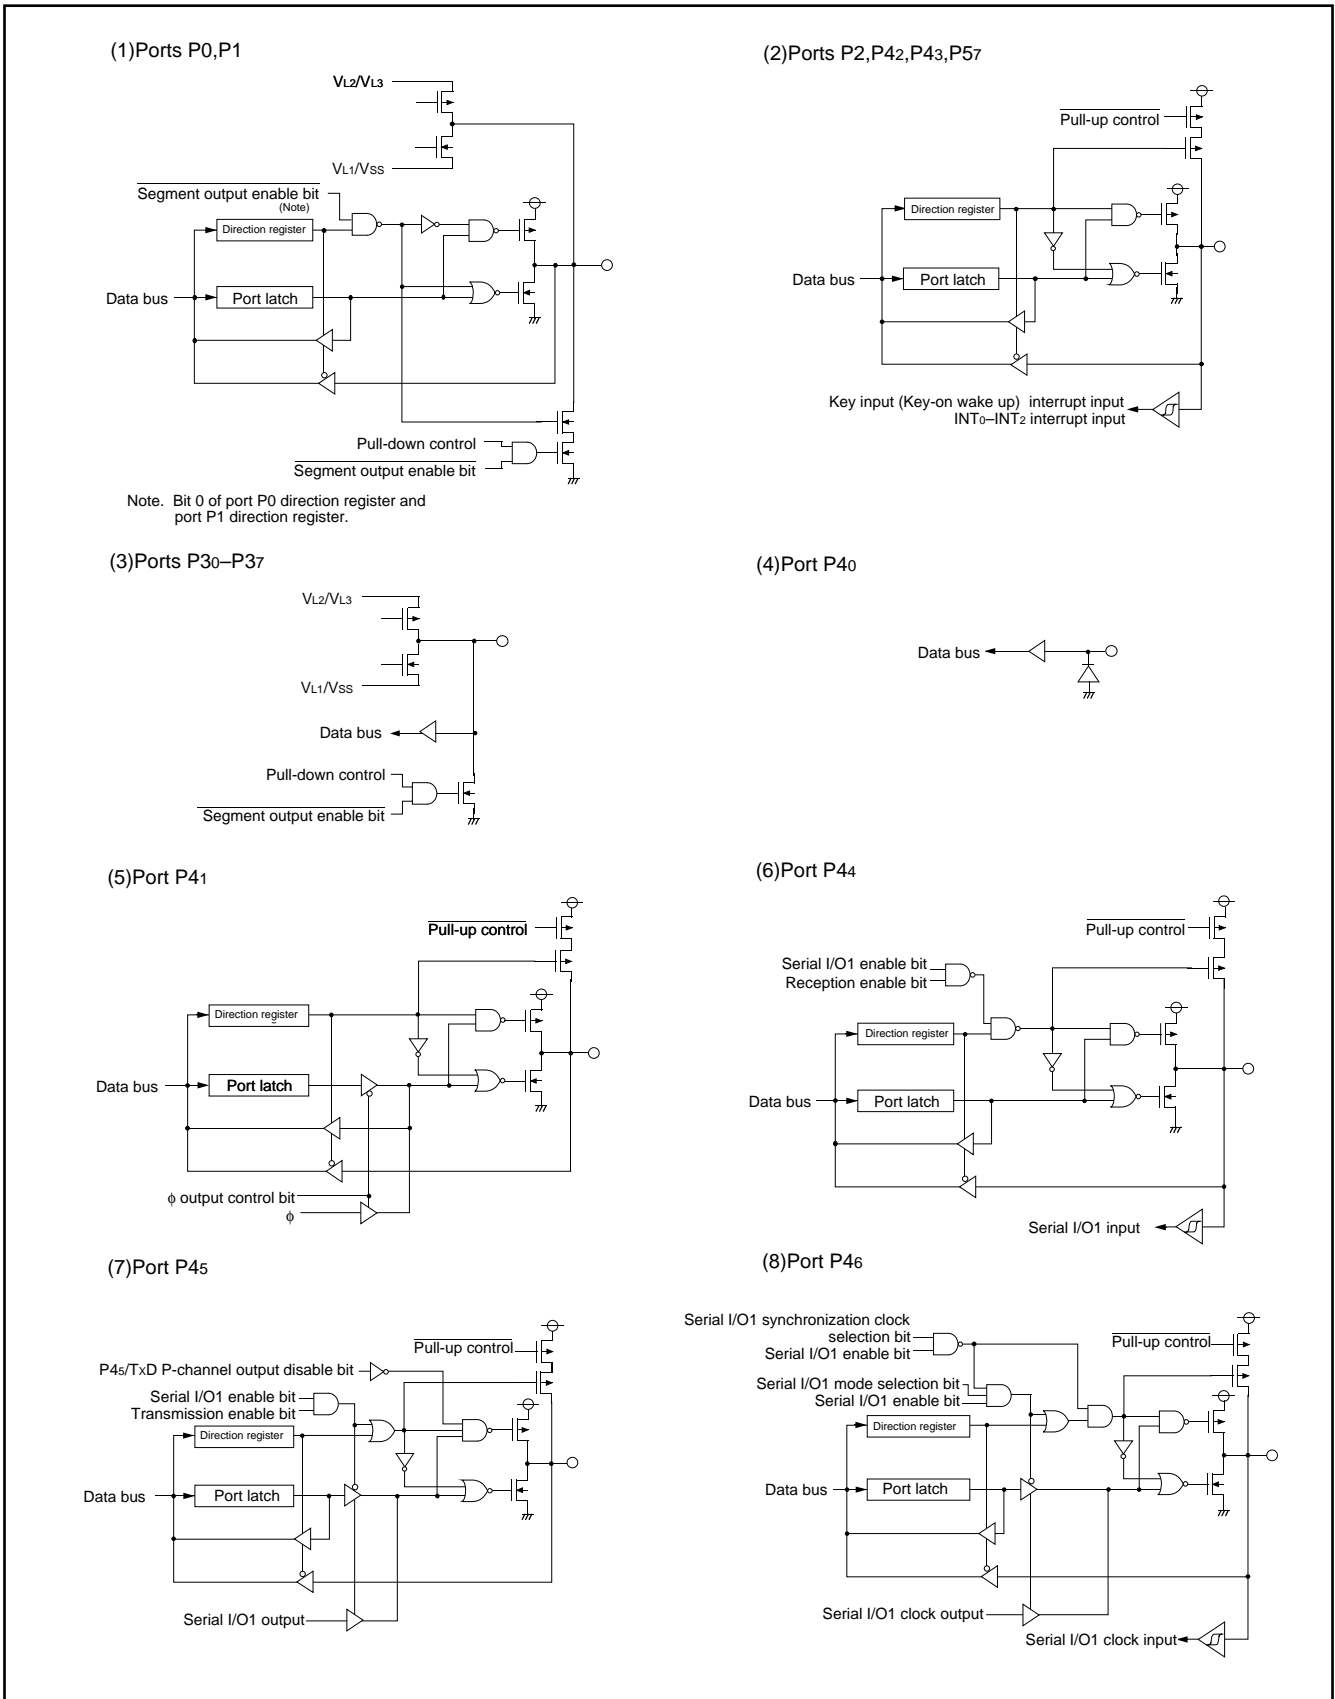 (1)Ports P0,P1
VL2/VL3
VL1/VSS
Segment output enable bit
(Note)
Direction register
Data bus
Port latch
Pull-down control
Segment output enable bit
Note. Bit 0 of port P0 direction register and
port P1 direction register.
(2)Ports P2,P42,P43,P57
Pull-up control
Direction register
Data bus
Port latch
Key input (Key-on wake up) interrupt input
INT0–INT2 interrupt input
(3)Ports P30–P37
VL2/VL3
VL1/VSS
Data bus
Pull-down control
Segment output enable bit
(4)Port P40
Data bus
(5)Port P41
Pull-up control
Direction register
Data bus
Port latch
φ output control bit
φ
(6)Port P44
Pull-up control
Serial I/O1 enable bit
Reception enable bit
Direction register
Data bus
Port latch
Serial I/O1 input
(7)Port P45
Pull-up control
P45/TxD P-channel output disable bit
Serial I/O1 enable bit
Transmission enable bit
Direction register
Data bus
Port latch
Serial I/O1 output
(8)Port P46
Serial I/O1 synchronization clock
selection bit
Serial I/O1 enable bit
Pull-up control
Serial I/O1 mode selection bit
Serial I/O1 enable bit
Direction register
Data bus
Port latch
Serial I/O1 clock output
Serial I/O1 clock input